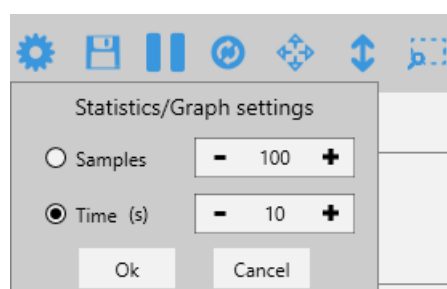 Statistics/Graph settings
Samples - 100 +
Time (s) - 10 +
Ok Cancel